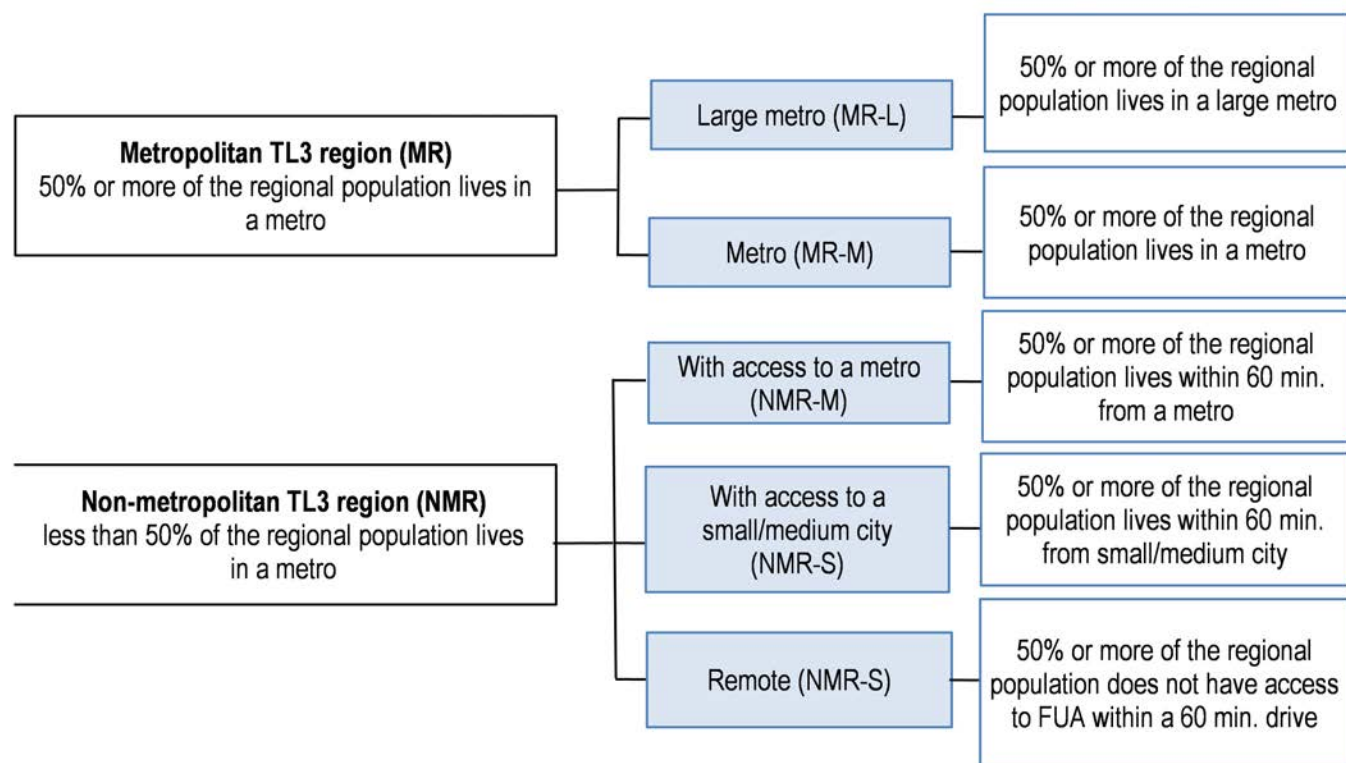 Metropolitan TL3 region (MR)
50% or more of the regional population lives in
a metro
Large metro (MR-L)
50% or more of the regional
population lives in a large metro
Metro (MR-M)
50% or more of the regional
population lives in a metro
Non-metropolitan TL3 region (NMR)
less than 50% of the regional population lives
in a metro
With access to a metro
(NMR-M)
50% or more of the regional
population lives within 60 min.
from a metro
With access to a
small/medium city
(NMR-S)
50% or more of the regional
population lives within 60 min.
from small/medium city
Remote (NMR-S)
50% or more of the regional
population does not have access
to FUA within a 60 min. drive